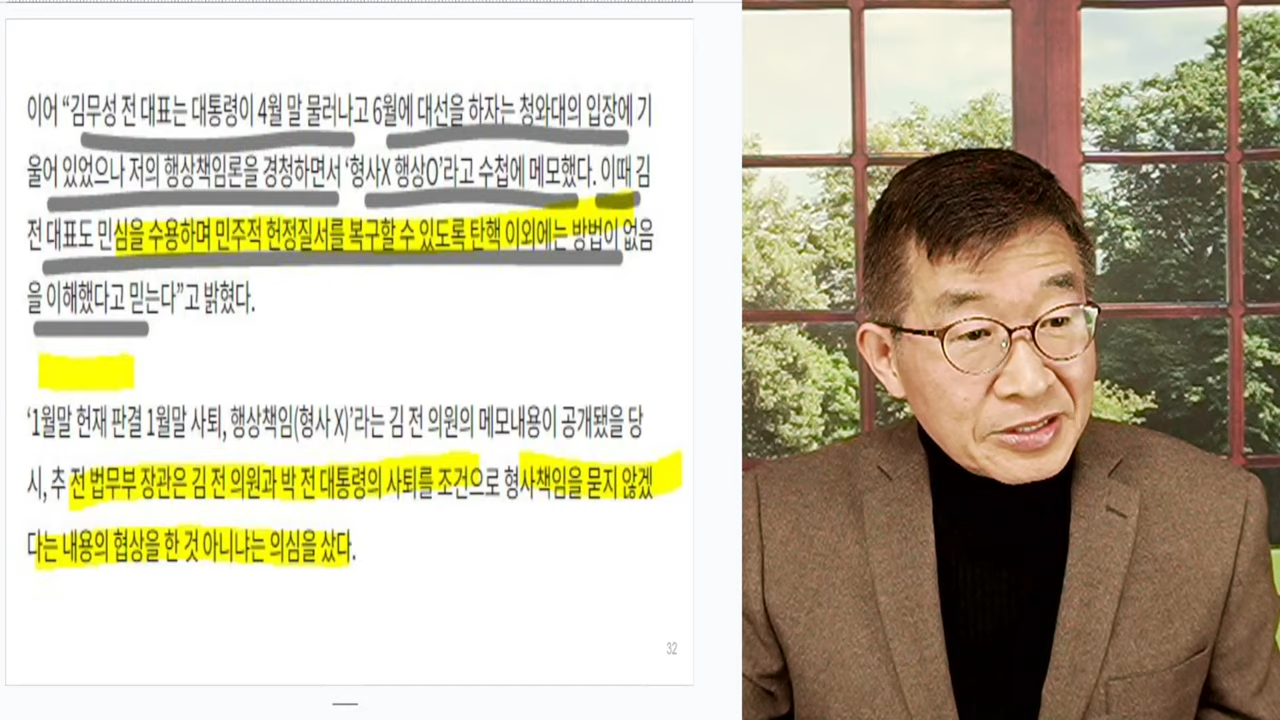 이어 “김무성 전 대표는 대통령이 4월 말 물러나고 6월에 대선을 하자는 청와대의 입장에 기
울어 있었으나 저의 행상책임론을 경청하면서 ‘형사X 행상O’라고 수첩에 메모했다. 이때 김
전 대표도 민심을 수용하며 민주적 헌정질서를 복구할 수 있도록 탄핵 이외에는 방법이 없음
을 이해했다고 믿는다”고 밝혔다.
‘1월말 헌재 판결 1월말 사퇴, 행상책임(형사 X)’라는 김 전 의원의 메모내용이 공개됐을 당
시, 추 전 법무부 장관은 김 전 의원과 박 전 대통령의 사퇴를 조건으로 형사책임을 묻지 않겠
다는 내용의 협상을 한 것 아니냐는 의심을 샀다.
32